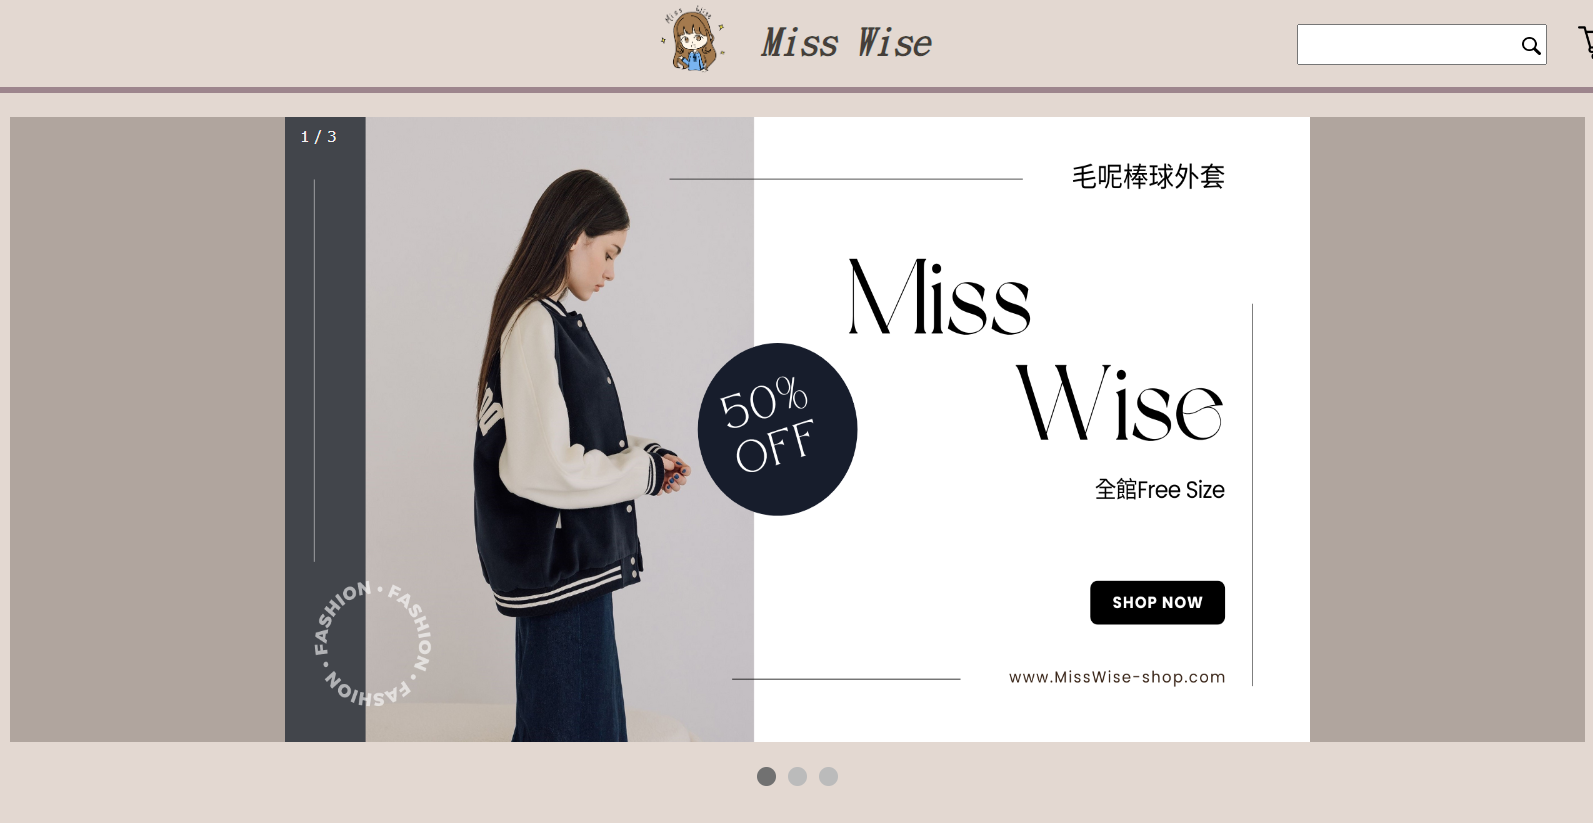 Miss Wise
Miss Wise
1 / 3
毛呢棒球外套
Miss
Wise
50%
OFF
全館Free Size
SHOP NOW
www.MissWise-shop.com
FASHION • FASHION • FASHION •